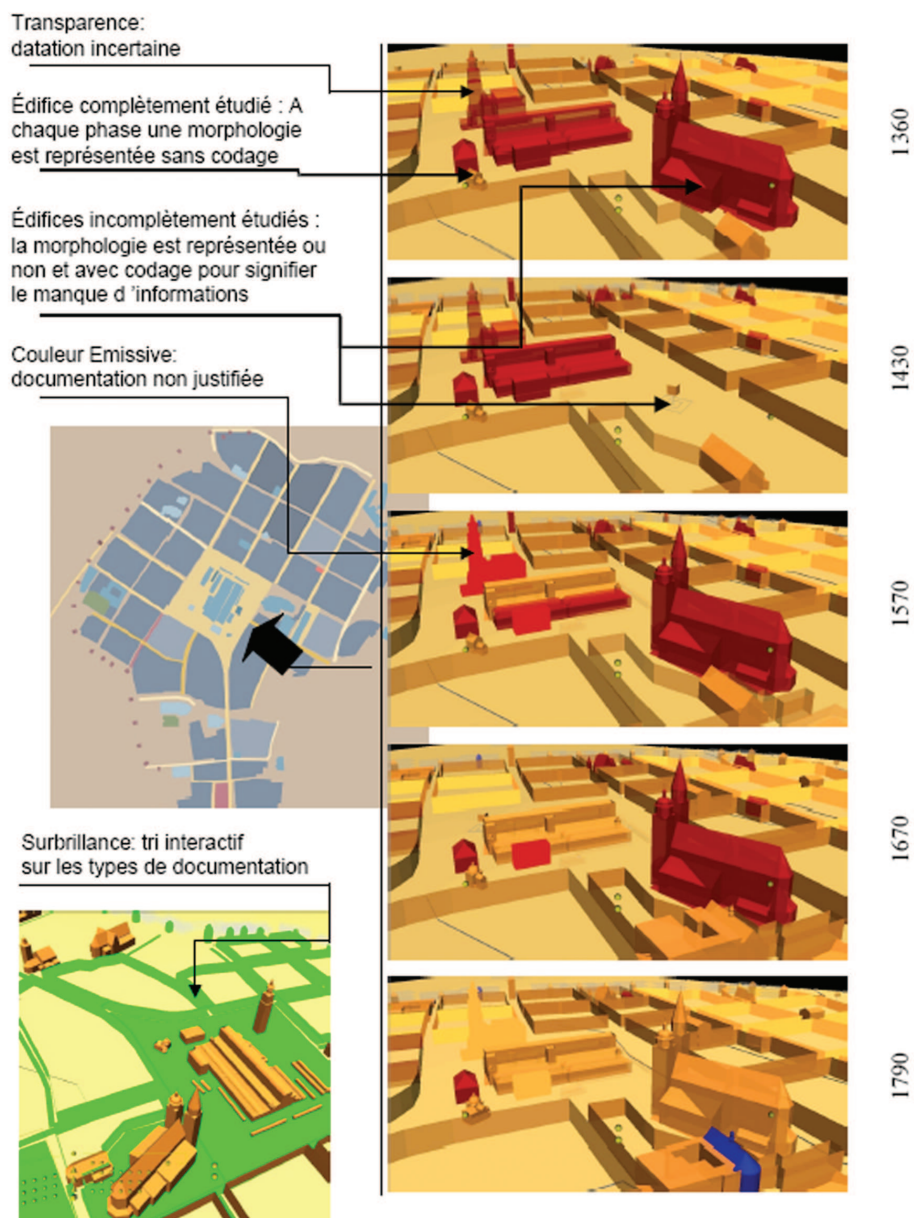 Transparence:
datation incertaine
Édifice complètement étudié : A
chaque phase une morphologie
est représentée sans codage
Édifices incomplètement étudiés :
la morphologie est représentée ou
non et avec codage pour signifier
le manque d ’informations
Couleur Emissive:
documentation non justifiée
Surbrillance: tri interactif
sur les types de documentation
1360
1430
1570
1670
1790